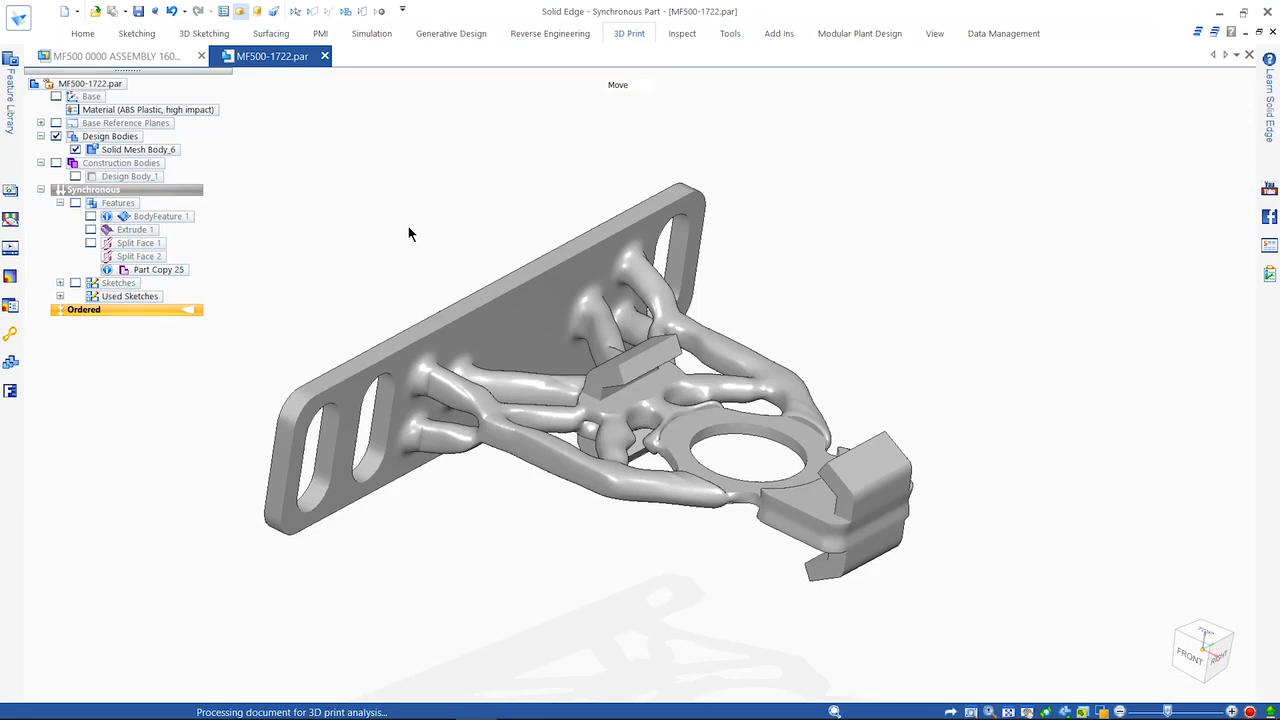 Solid Edge - Synchronous Part - [MF500-1722.par]
Home Sketching 3D Sketching Surfacing PMI Simulation Generative Design Reverse Engineering 3D Print Inspect Tools Add Ins Modular Plant Design View Data Management
MF500 0000 ASSEMBLY 160... MF500-1722.par
Move
MF500-1722.par
Base
Material (ABS Plastic, high impact)
Base Reference Planes
Design Bodies
Solid Mesh Body_6
Construction Bodies
Design Body_1
Synchronous
Features
BodyFeature 1
Extrude 1
Split Face 1
Split Face 2
Part Copy 25
Sketches
Used Sketches
Ordered
Feature Library
Learn Solid Edge
You Tube
TOP
FRONT
RIGHT
Processing document for 3D print analysis...